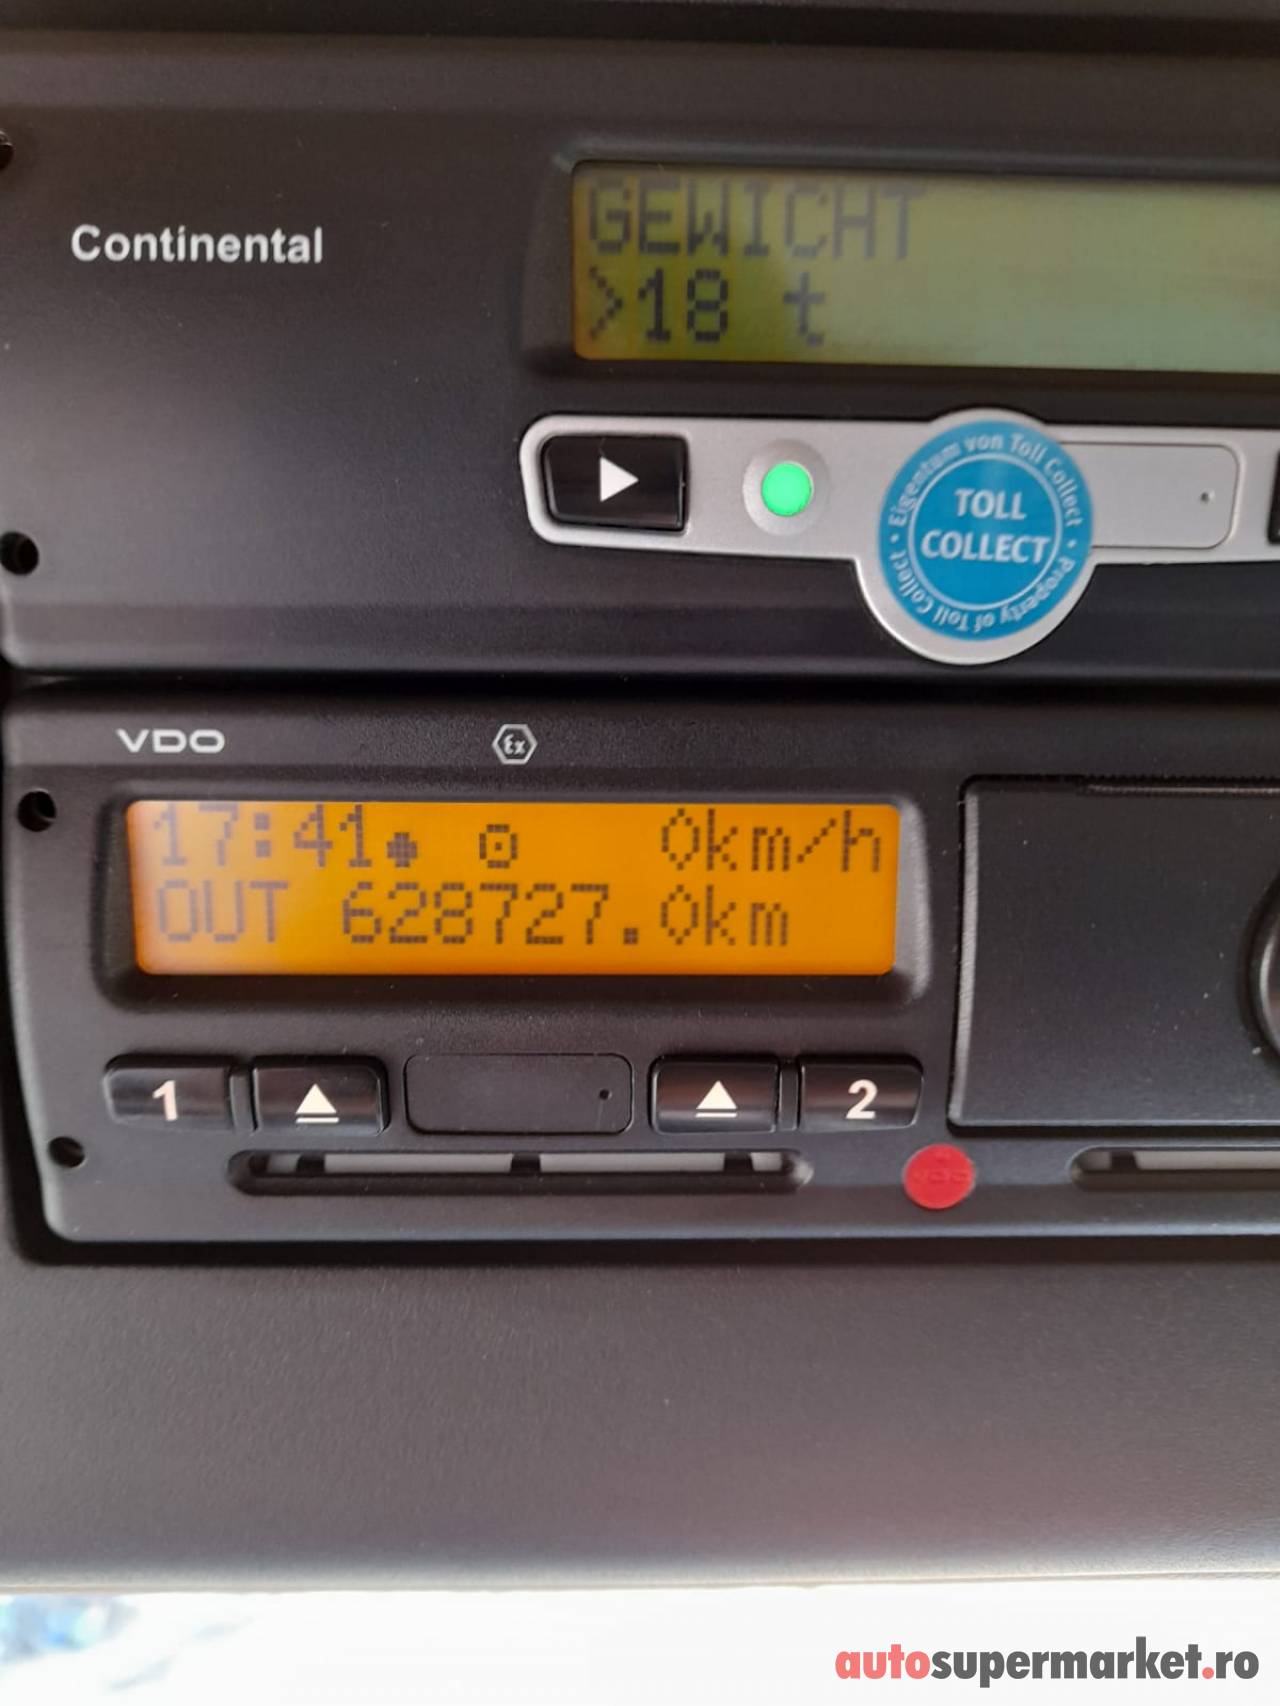 Continental
GEWICHT
>18 t
Eigentum von Toll Collect • Property of Toll Collect •
TOLL
COLLECT
VDO
Ex
17:41 0km/h
OUT 628727.0km
1
2
autosupermarket.ro